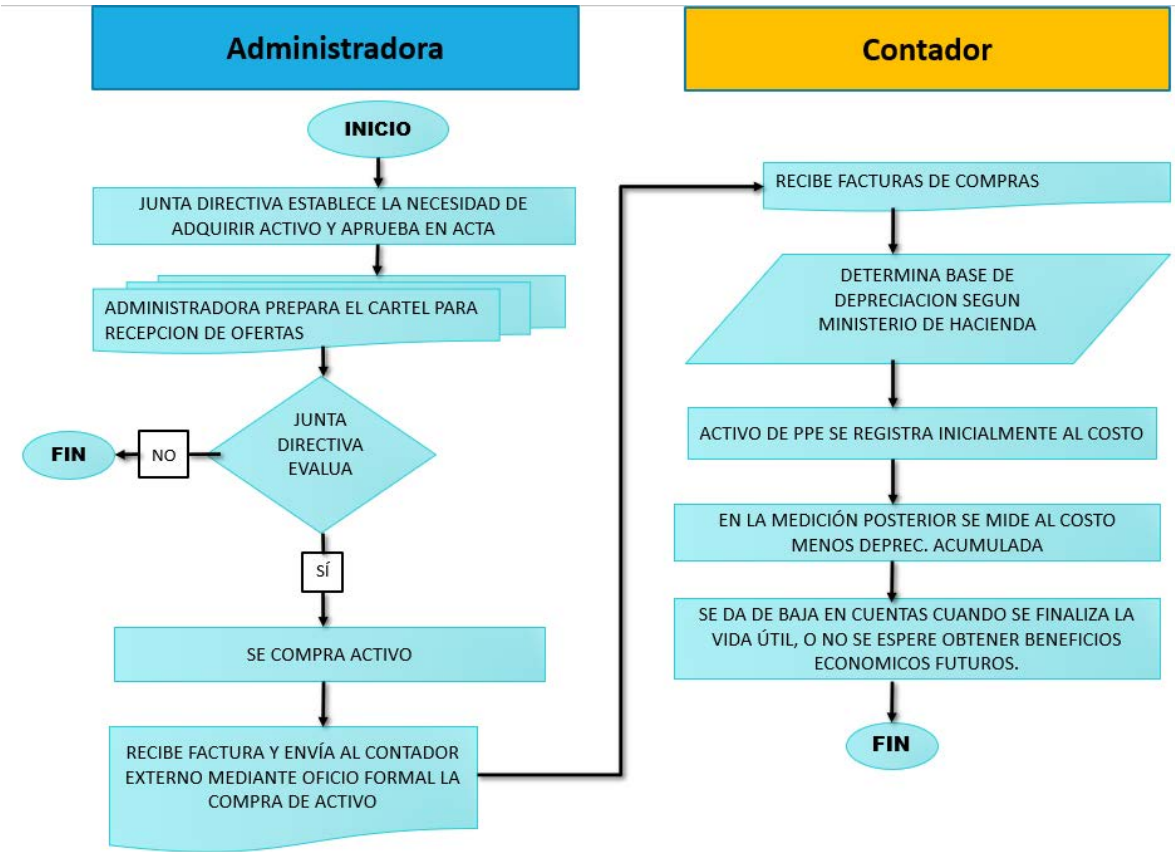 Administradora
INICIO
JUNTA DIRECTIVA ESTABLECE LA NECESIDAD DE
ADQUIRIR ACTIVO Y APRUEBA EN ACTA
ADMINISTRADORA PREPARA EL CARTEL PARA
RECEPCION DE OFERTAS
JUNTA
DIRECTIVA
EVALUA
NO
FIN
SÍ
SE COMPRA ACTIVO
RECIBE FACTURA Y ENVÍA AL CONTADOR
EXTERNO MEDIANTE OFICIO FORMAL LA
COMPRA DE ACTIVO
Contador
RECIBE FACTURAS DE COMPRAS
DETERMINA BASE DE
DEPRECIACION SEGUN
MINISTERIO DE HACIENDA
ACTIVO DE PPE SE REGISTRA INICIALMENTE AL COSTO
EN LA MEDICIÓN POSTERIOR SE MIDE AL COSTO
MENOS DEPREC. ACUMULADA
SE DA DE BAJA EN CUENTAS CUANDO SE FINALIZA LA
VIDA ÚTIL, O NO SE ESPERE OBTENER BENEFICIOS
ECONOMICOS FUTUROS.
FIN